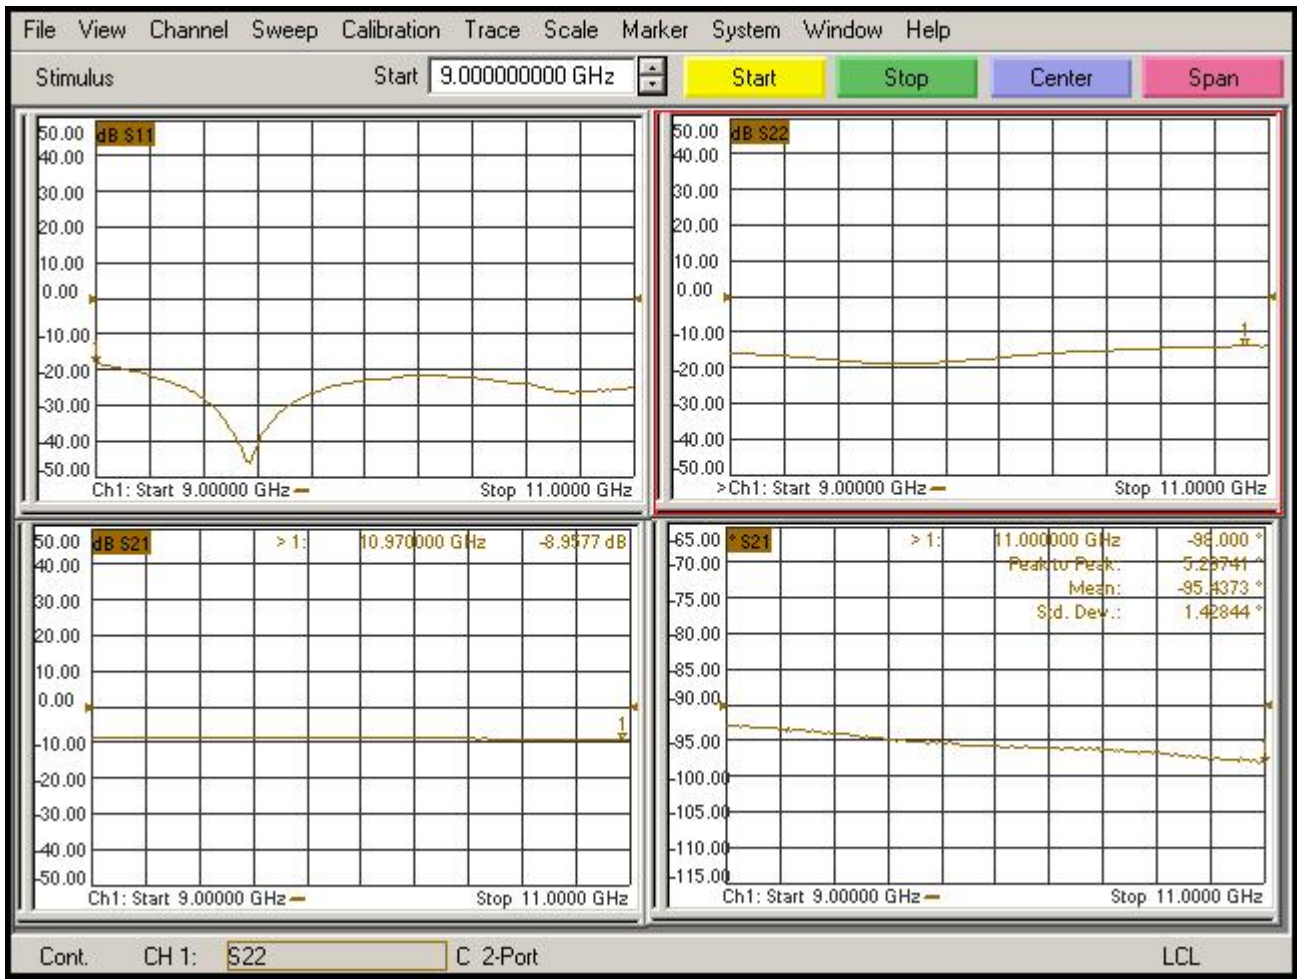 File View Channel Sweep Calibration Trace Scale Marker System Window Help
Stimulus Start 9.000000000 GHz Start Stop Center Span
50.00 dB S11
40.00
30.00
20.00
10.00
0.00
-10.00
-20.00
-30.00
-40.00
-50.00
Ch1: Start 9.00000 GHz Stop 11.0000 GHz
50.00 dB S22
40.00
30.00
20.00
10.00
0.00
-10.00 1
-20.00
-30.00
-40.00
-50.00
>Ch1: Start 9.00000 GHz Stop 11.0000 GHz
50.00 dB S21 > 1: 10.970000 GHz -8.9577 dB
40.00
30.00
20.00
10.00
0.00
1
-10.00
-20.00
-30.00
-40.00
-50.00
Ch1: Start 9.00000 GHz Stop 11.0000 GHz
-65.00 ° S21 > 1: 11.000000 GHz -98.000 °
-70.00 Peak to Peak: 5.29741 °
Mean: -95.4373 °
-75.00
Std. Dev.: 1.42844 °
-80.00
-85.00
-90.00
-95.00
-100.00
-105.00
-110.00
-115.00
Ch1: Start 9.00000 GHz Stop 11.0000 GHz
Cont. CH 1: S22 C 2-Port LCL